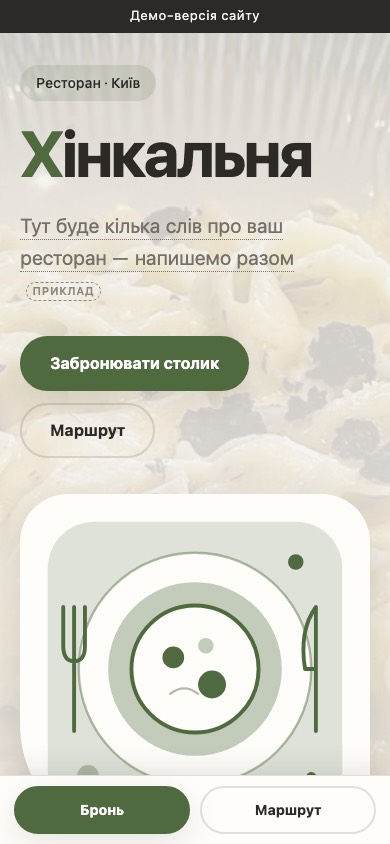 Демо-версія сайту
Ресторан · Київ
Хінкальня
Тут буде кілька слів про ваш
ресторан — напишемо разом
ПРИКЛАД
Забронювати столик
Маршрут
Бронь
Маршрут